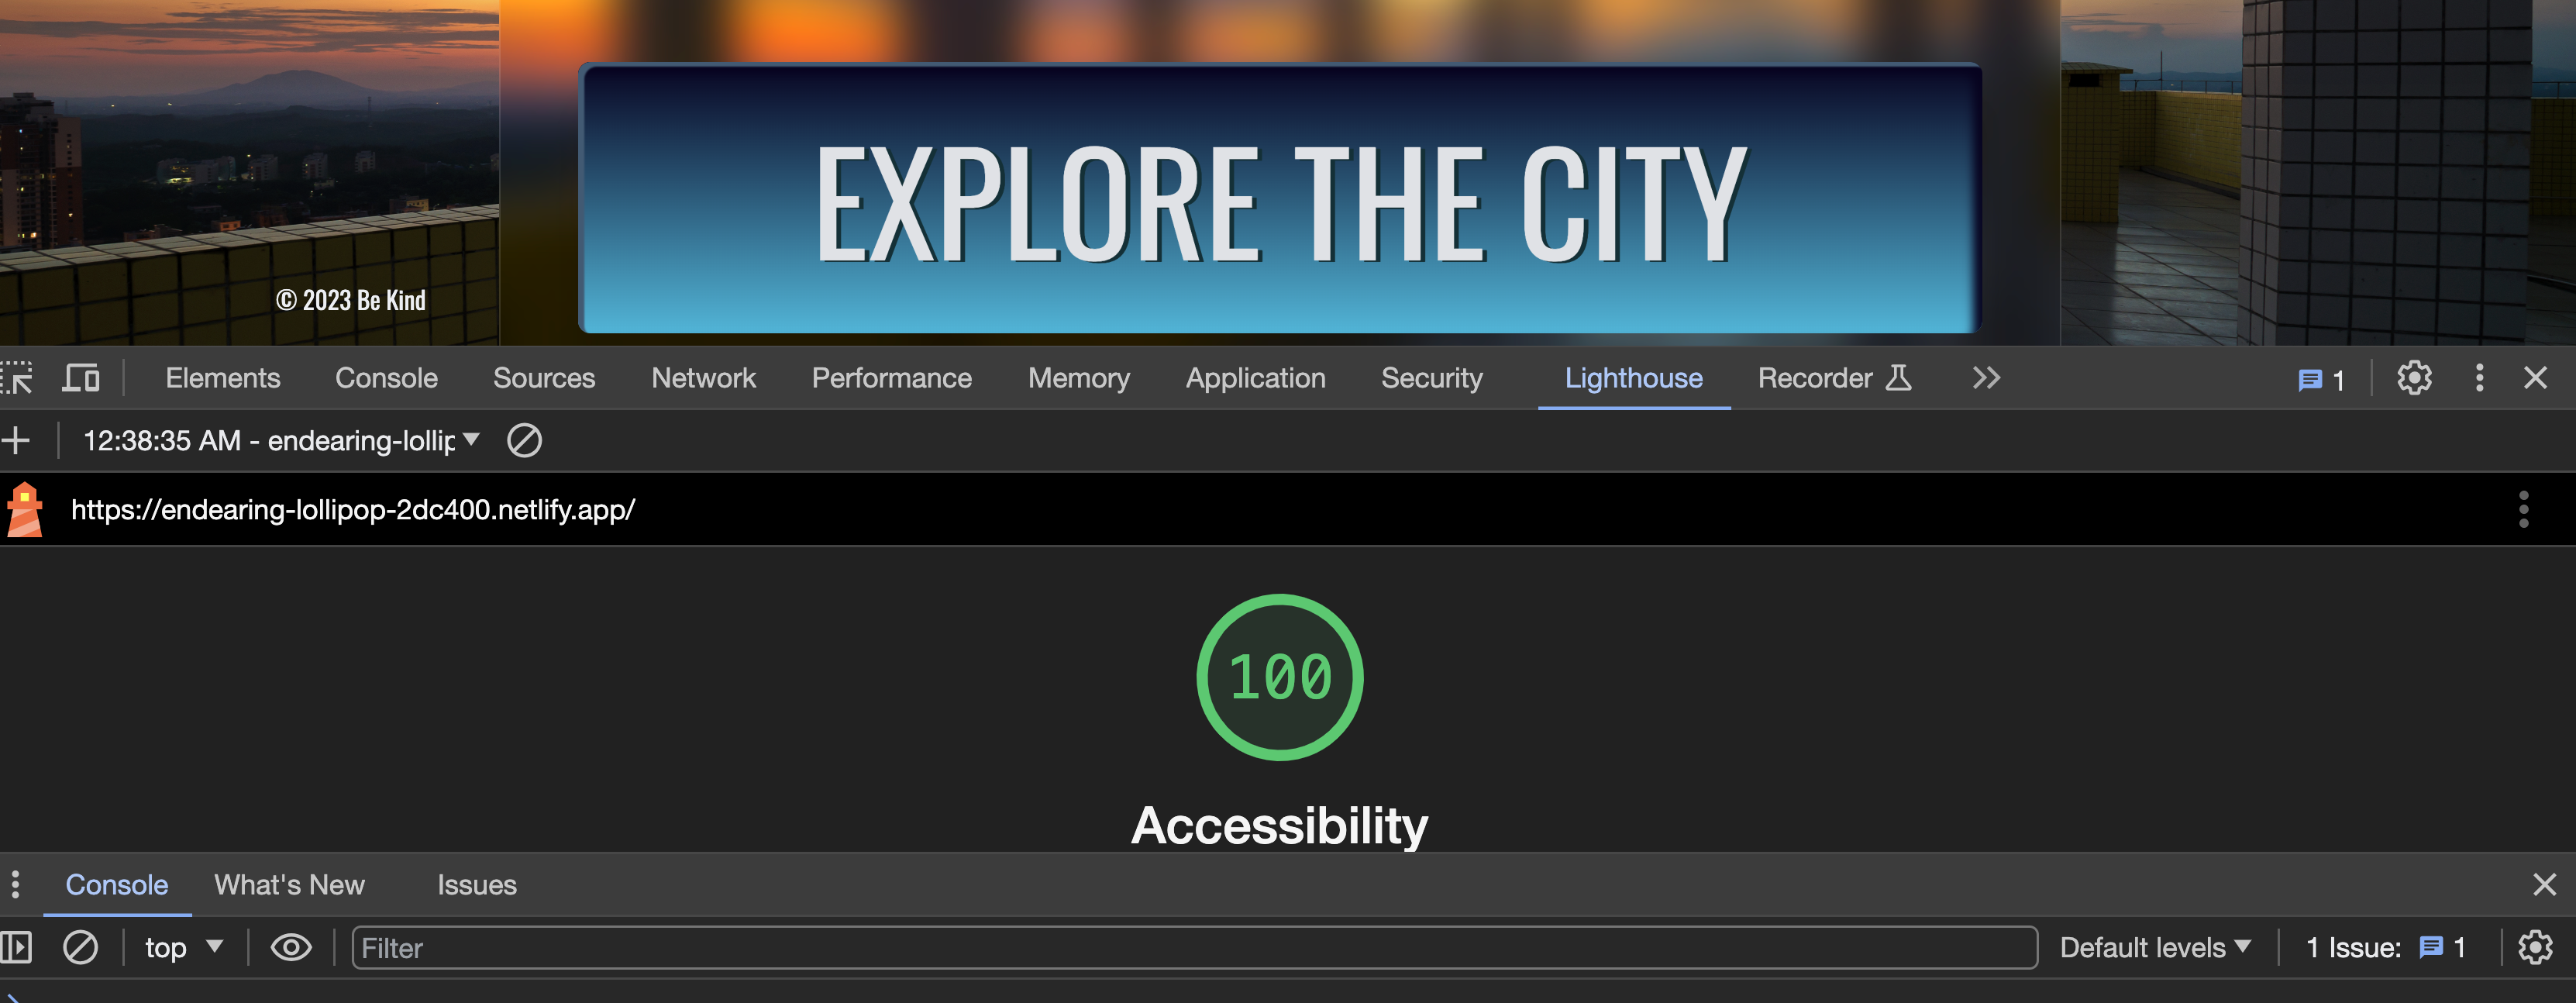 EXPLORE THE CITY
© 2023 Be Kind
Elements Console Sources Network Performance Memory Application Security Lighthouse Recorder 1
12:38:35 AM - endearing-lollip
https://endearing-lollipop-2dc400.netlify.app/
100
Accessibility
Console What's New Issues
top Filter Default levels 1 Issue: 1